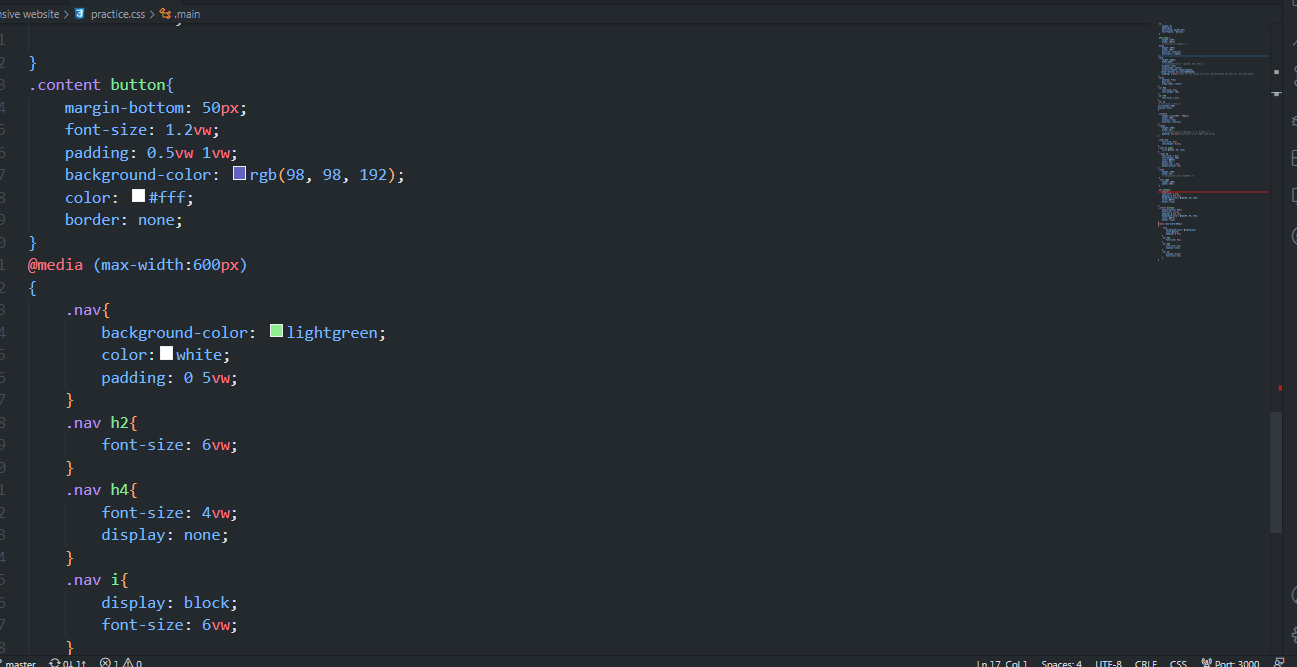 nsive website > practice.css > .main
}
.content button{
margin-bottom: 50px;
font-size: 1.2vw;
padding: 0.5vw 1vw;
background-color: rgb(98, 98, 192);
color: #fff;
border: none;
}
@media (max-width:600px)
{
.nav{
background-color: lightgreen;
color: white;
padding: 0 5vw;
}
.nav h2{
font-size: 6vw;
}
.nav h4{
font-size: 4vw;
display: none;
}
.nav i{
display: block;
font-size: 6vw;
}
master 0↓ 1↑ 1 0 Ln 17, Col 1 Spaces: 4 UTF-8 CRLF CSS Port: 3000